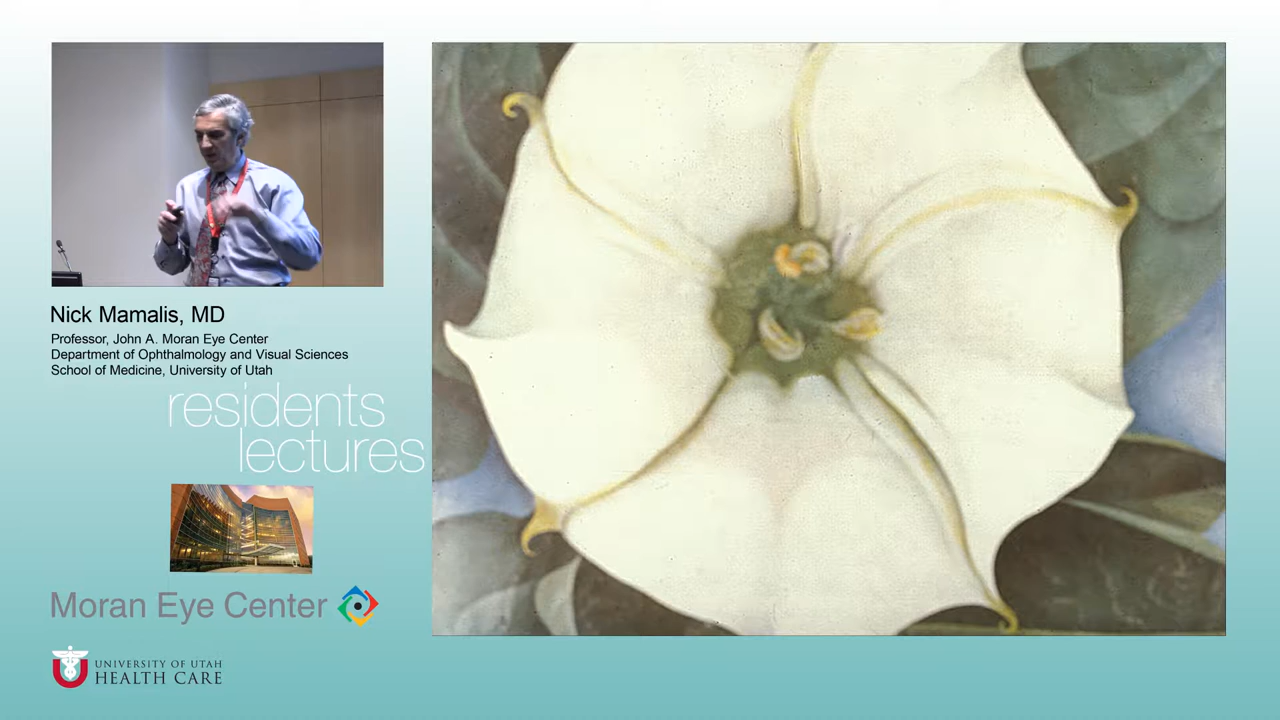 Nick Mamalis, MD
Professor, John A. Moran Eye Center
Department of Ophthalmology and Visual Sciences
School of Medicine, University of Utah
residents
lectures
Moran Eye Center
UNIVERSITY OF UTAH
HEALTH CARE